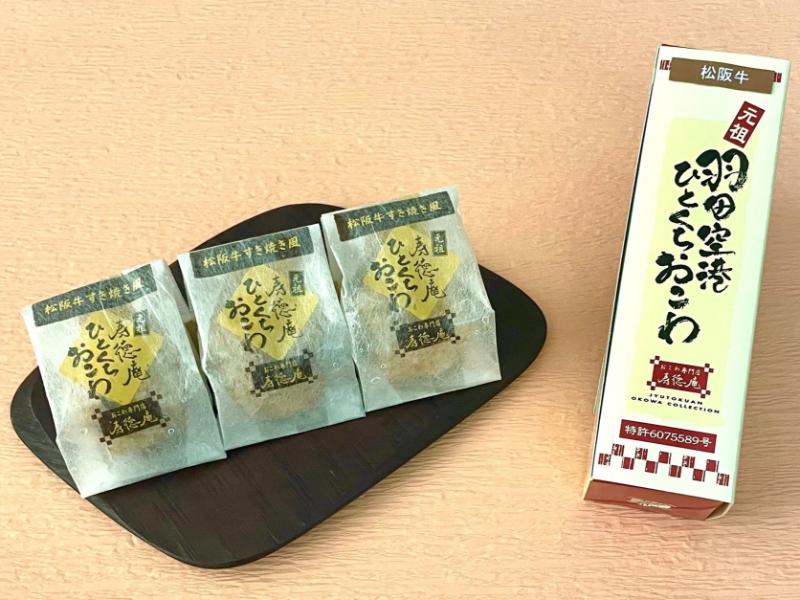 松阪牛すき焼き風
元祖
寿徳庵
ひとくち
おこわ
おこわ専門店
寿徳庵
松阪牛すき焼き風
元祖
寿徳庵
ひとくち
おこわ
おこわ専門店
寿徳庵
松阪牛すき焼き風
元祖
寿徳庵
ひとくち
おこわ
おこわ専門店
寿徳庵
松阪牛
元祖
羽田空港
ひとくちおこわ
おこわ専門店
寿徳庵
JYUTOKUAN
OKOWA COLLECTION
特許6075589号